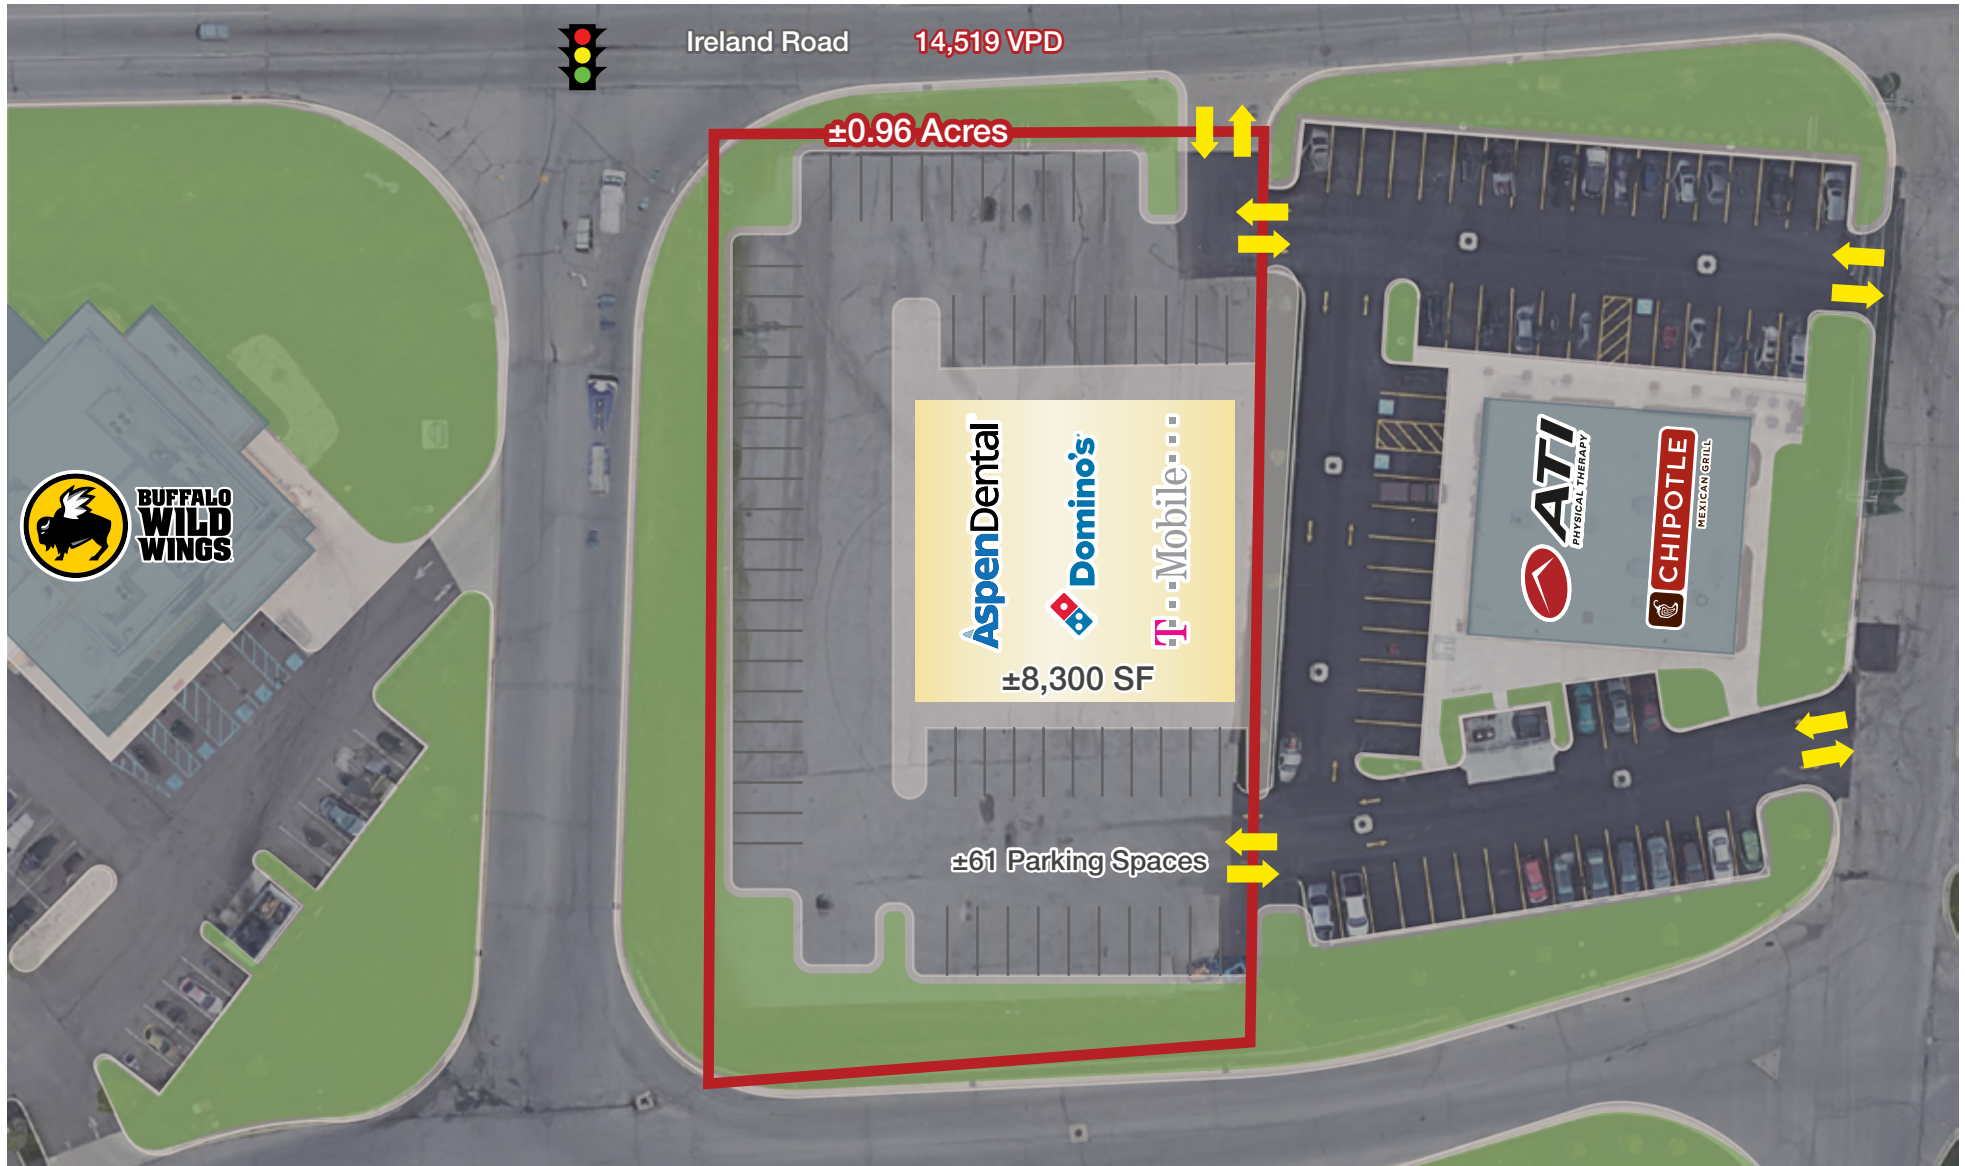 Ireland Road 14,519 VPD
±0.96 Acres
AspenDental
Domino's
T··Mobile····
±8,300 SF
±61 Parking Spaces
BUFFALO
WILD
WINGS
ATI
PHYSICAL THERAPY
CHIPOTLE
MEXICAN GRILL